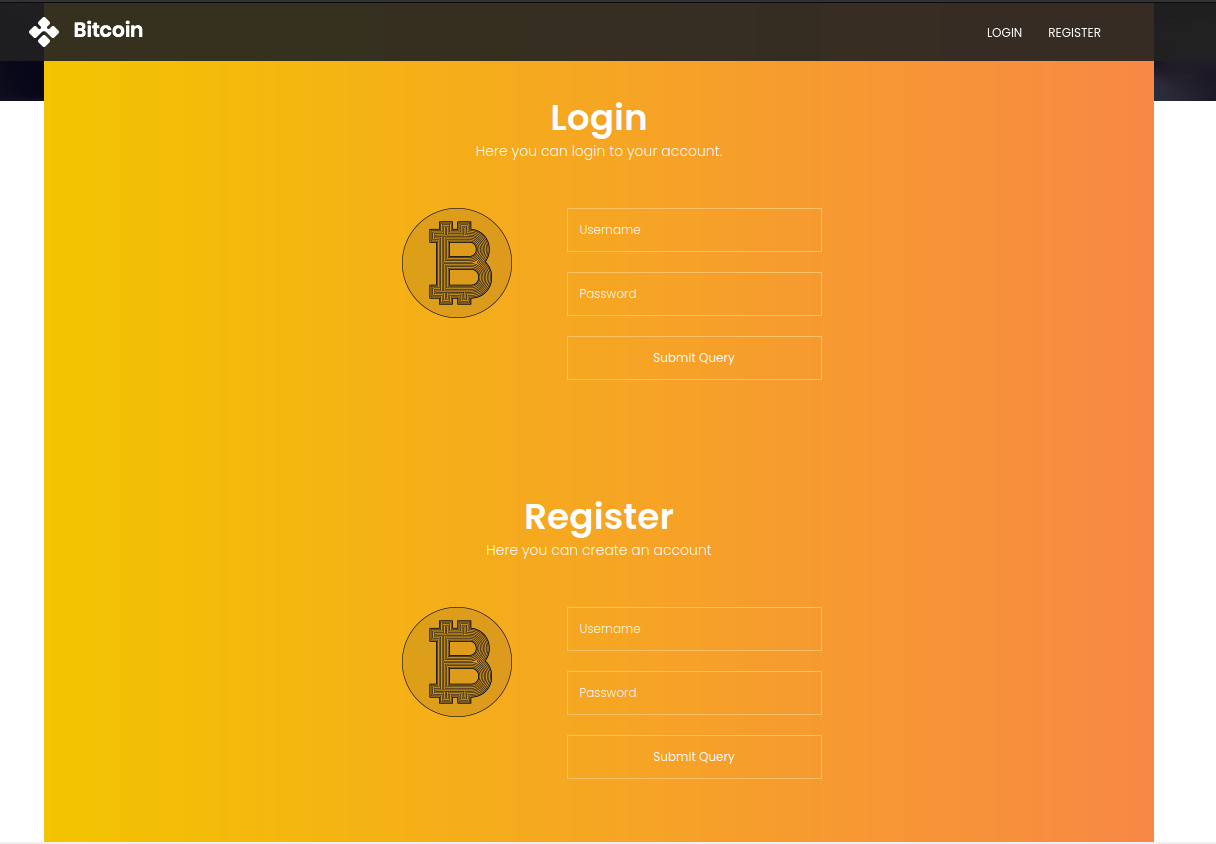 Bitcoin
LOGIN REGISTER
Login
Here you can login to your account.
Username
Password
Submit Query
Register
Here you can create an account
Username
Password
Submit Query